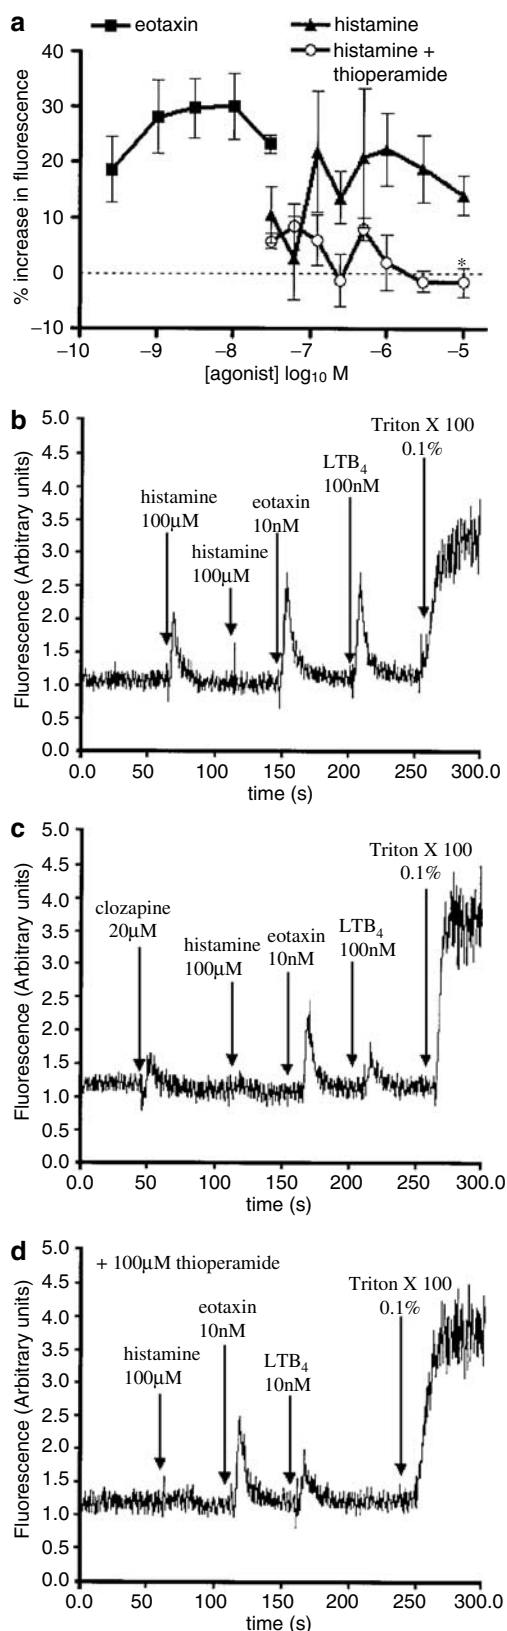 a
eotaxin
histamine
histamine +
thioperamide
% increase in fluorescence
40
30
20
10
0
−10
*
−10 −9 −8 −7 −6 −5
[agonist] log₁₀ M
b
Fluorescence (Arbitrary units)
5.0
4.5
4.0
3.5
3.0
2.5
2.0
1.5
1.0
0.5
0.0
histamine
100µM
histamine
100µM
eotaxin
10nM
LTB₄
100nM
Triton X 100
0.1%
0.0 50 100 150 200 250 300.0
time (s)
c
Fluorescence (Arbitrary units)
5.0
4.5
4.0
3.5
3.0
2.5
2.0
1.5
1.0
0.5
0.0
clozapine
20µM
histamine
100µM
eotaxin
10nM
LTB₄
100nM
Triton X 100
0.1%
0.0 50 100 150 200 250 300.0
time (s)
d
Fluorescence (Arbitrary units)
5.0
4.5
4.0
3.5
3.0
2.5
2.0
1.5
1.0
0.5
0.0
+ 100µM thioperamide
histamine
100µM
eotaxin
10nM
LTB₄
10nM
Triton X 100
0.1%
0.0 50 100 150 200 250 300.0
time (s)